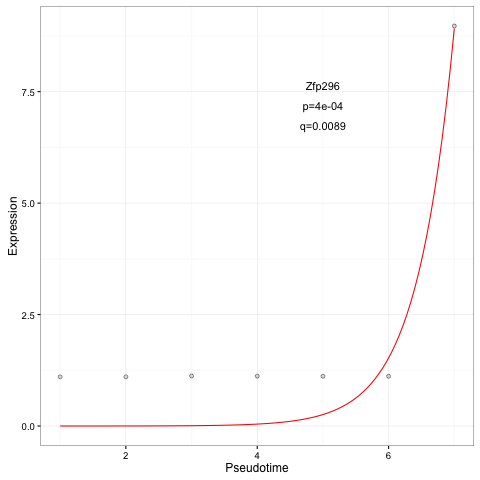 Zfp296
p=4e-04
q=0.0089
7.5
5.0
2.5
0.0
Expression
2 4 6
Pseudotime